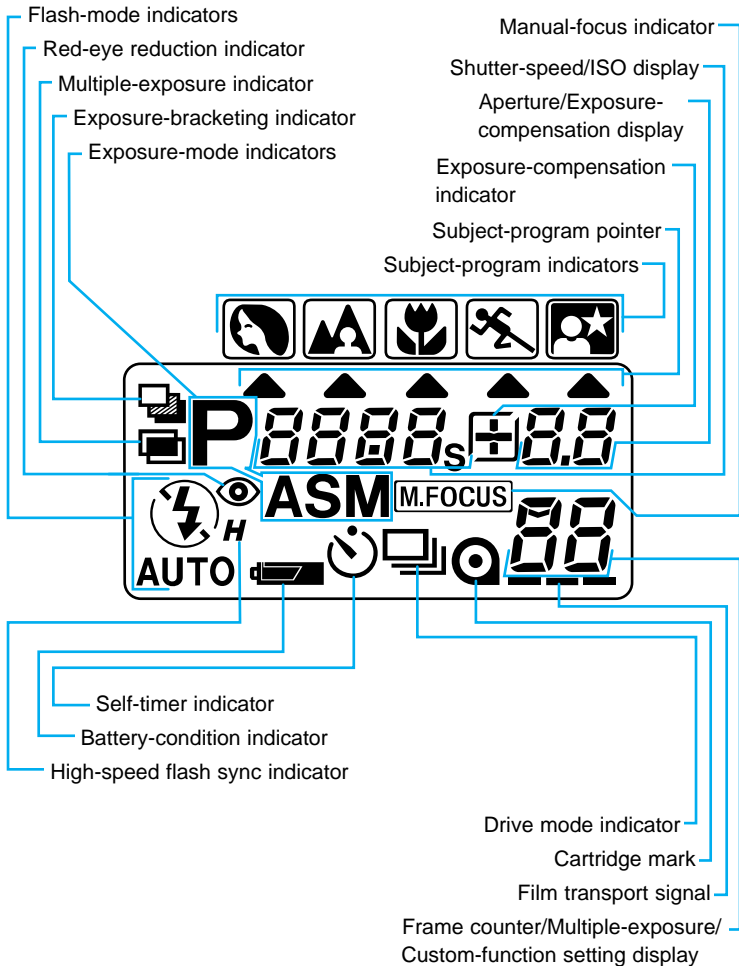 Flash-mode indicators
Red-eye reduction indicator
Multiple-exposure indicator
Exposure-bracketing indicator
Exposure-mode indicators
Manual-focus indicator
Shutter-speed/ISO display
Aperture/Exposure-
compensation display
Exposure-compensation
indicator
Subject-program pointer
Subject-program indicators
P 8888s 8.8
ASM M.FOCUS
H
AUTO
88
Self-timer indicator
Battery-condition indicator
High-speed flash sync indicator
Drive mode indicator
Cartridge mark
Film transport signal
Frame counter/Multiple-exposure/
Custom-function setting display